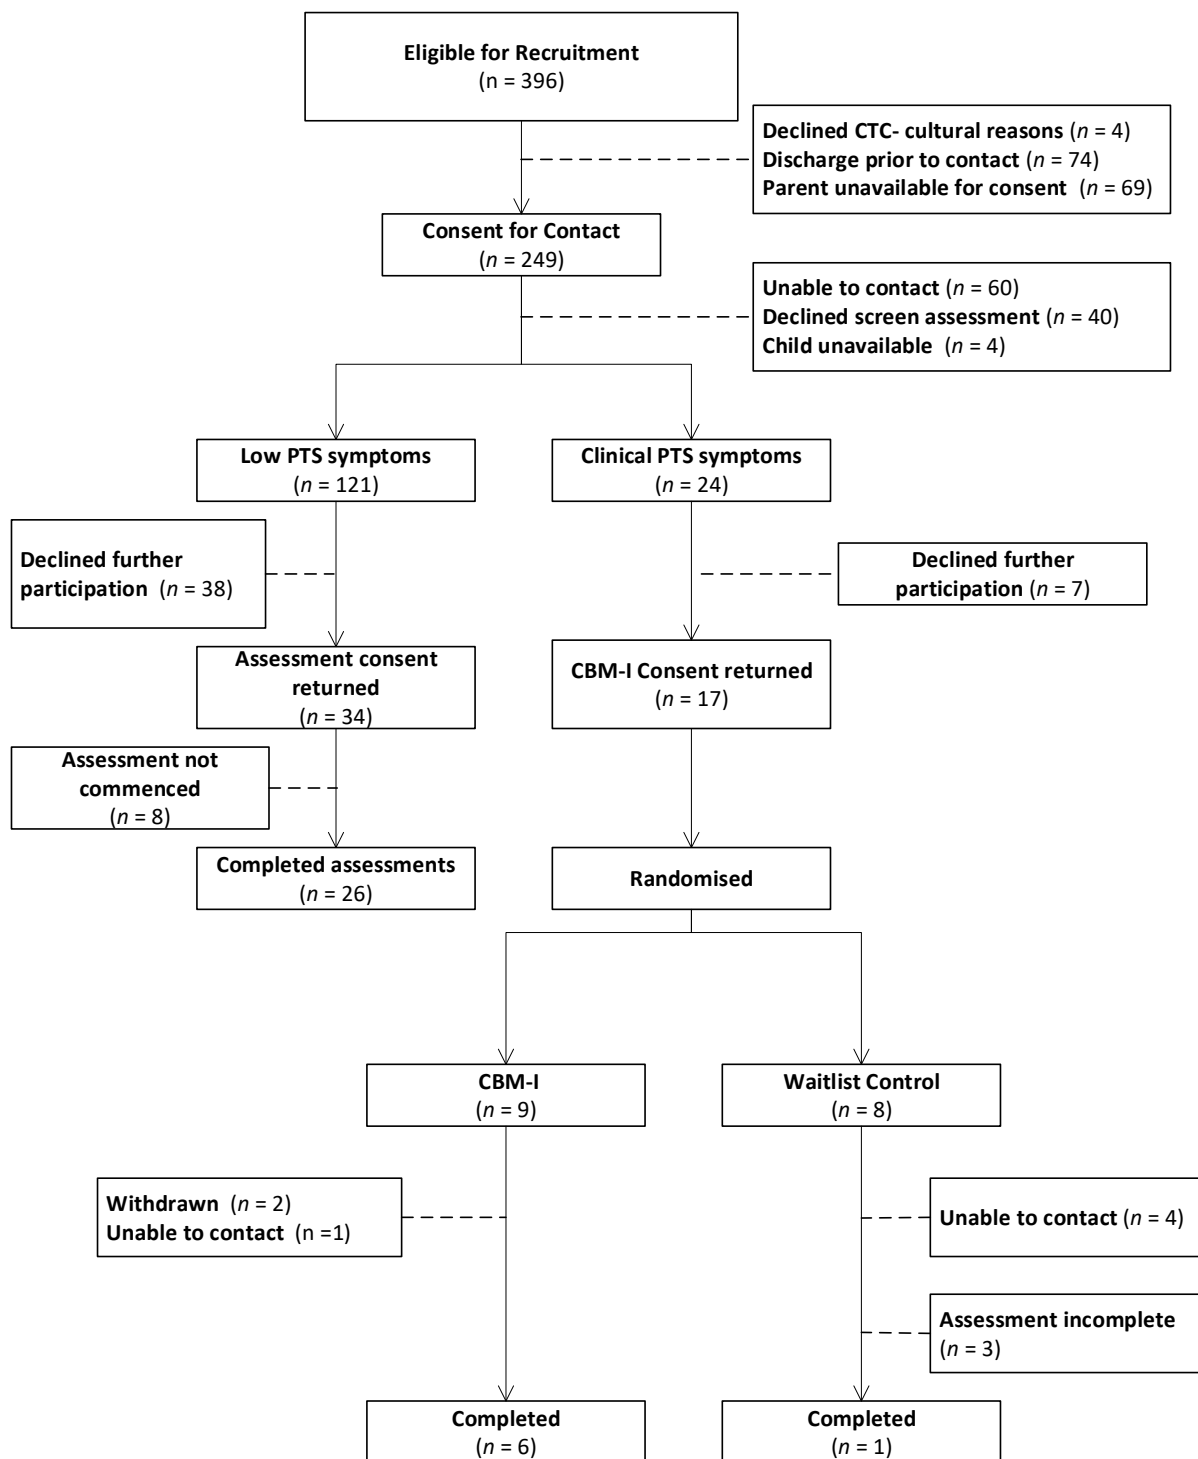 Eligible for Recruitment
(n = 396)
Declined CTC- cultural reasons (n = 4)
Discharge prior to contact (n = 74)
Parent unavailable for consent (n = 69)
Consent for Contact
(n = 249)
Unable to contact (n = 60)
Declined screen assessment (n = 40)
Child unavailable (n = 4)
Low PTS symptoms
(n = 121)
Clinical PTS symptoms
(n = 24)
Declined further
participation (n = 38)
Declined further
participation (n = 7)
Assessment consent
returned
(n = 34)
CBM-I Consent returned
(n = 17)
Assessment not
commenced
(n = 8)
Completed assessments
(n = 26)
Randomised
CBM-I
(n = 9)
Waitlist Control
(n = 8)
Withdrawn (n = 2)
Unable to contact (n =1)
Unable to contact (n = 4)
Assessment incomplete
(n = 3)
Completed
(n = 6)
Completed
(n = 1)